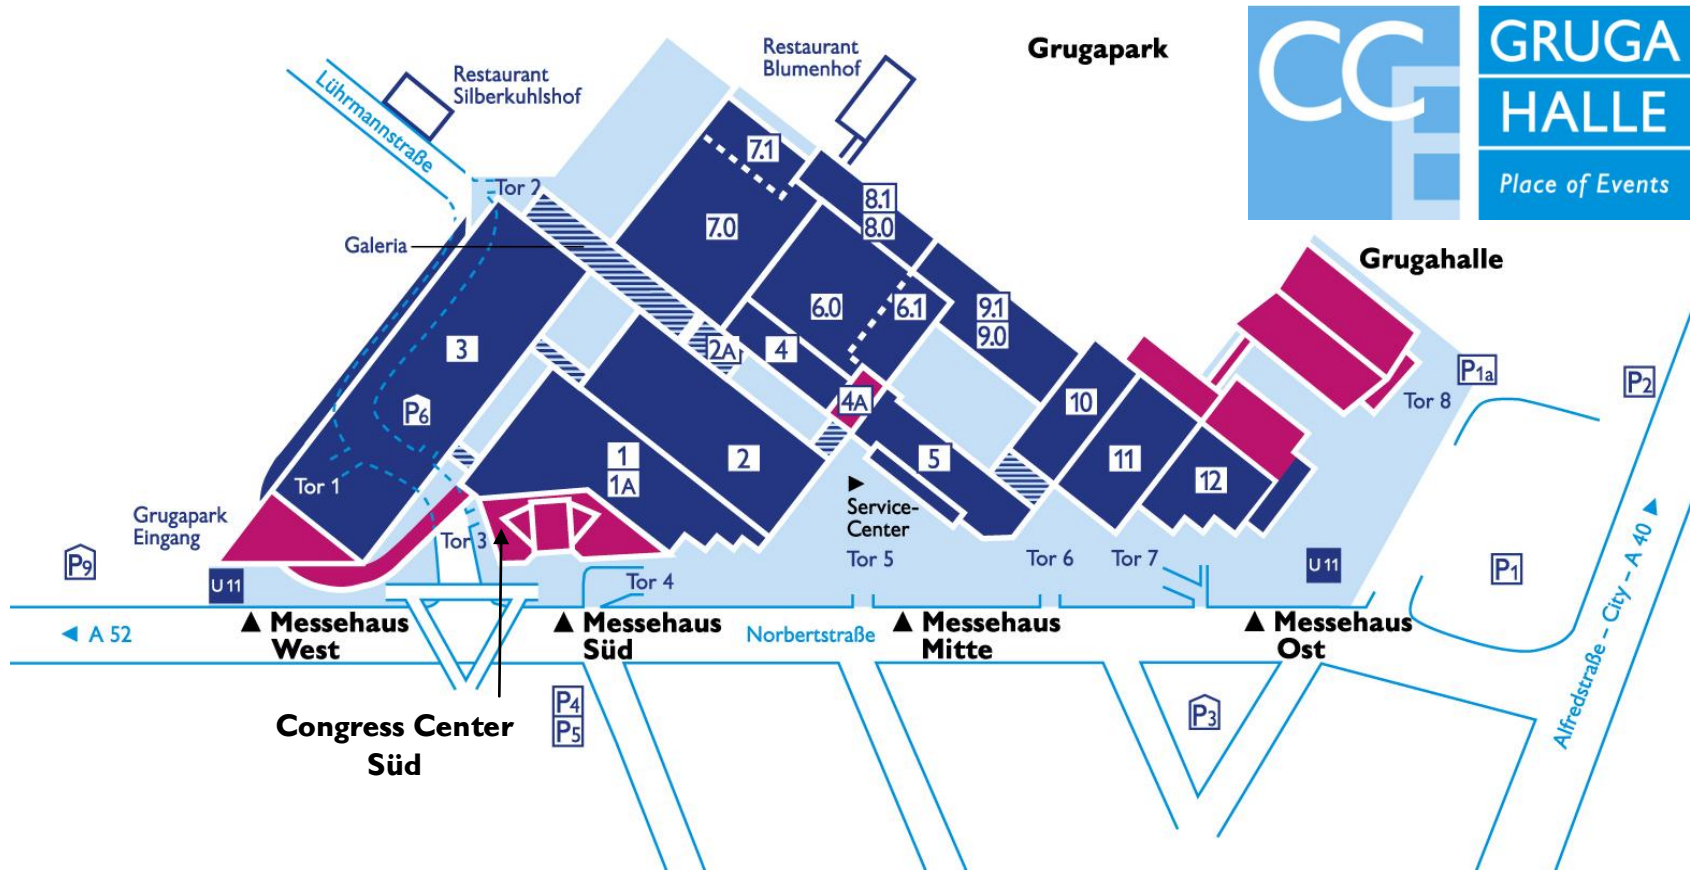 Restaurant
Blumenhof
Grugapark
CCE
GRUGA
HALLE
Place of Events
Restaurant
Silberkuhlshof
Lührmannstraße
Tor 2
Galeria
7.1
7.0
8.1
8.0
6.0
6.1
9.1
9.0
Grugahalle
3
2A
4
4A
P6
10
P1a
P2
Tor 8
1
1A
2
5
11
12
Tor 1
Service-
Center
Grugapark
Eingang
Tor 3
Tor 4
Tor 5
Tor 6
Tor 7
P9
U 11
U 11
P1
A 52
Messehaus
West
Messehaus
Süd
Norbertstraße
Messehaus
Mitte
Messehaus
Ost
Alfredstraße – City – A 40
P4
P5
P3
Congress Center
Süd